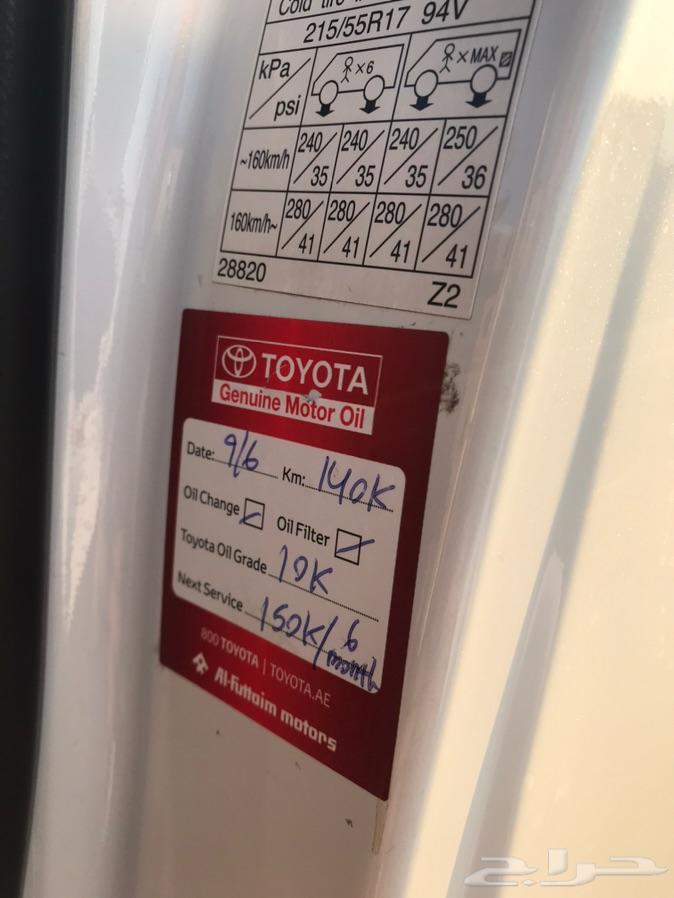 Cold
215/55R17 94V
kPa/psi ×6 ×MAX
~160km/h 240/35 240/35 240/35 250/36
160km/h~ 280/41 280/41 280/41 280/41
28820 Z2
TOYOTA
Genuine Motor Oil
Date: 9/6 Km: 140K
Oil Change Oil Filter
Toyota Oil Grade 10K
Next Service 150K/6 month
800 TOYOTA | TOYOTA.AE
Al-Futtaim motors
حراج